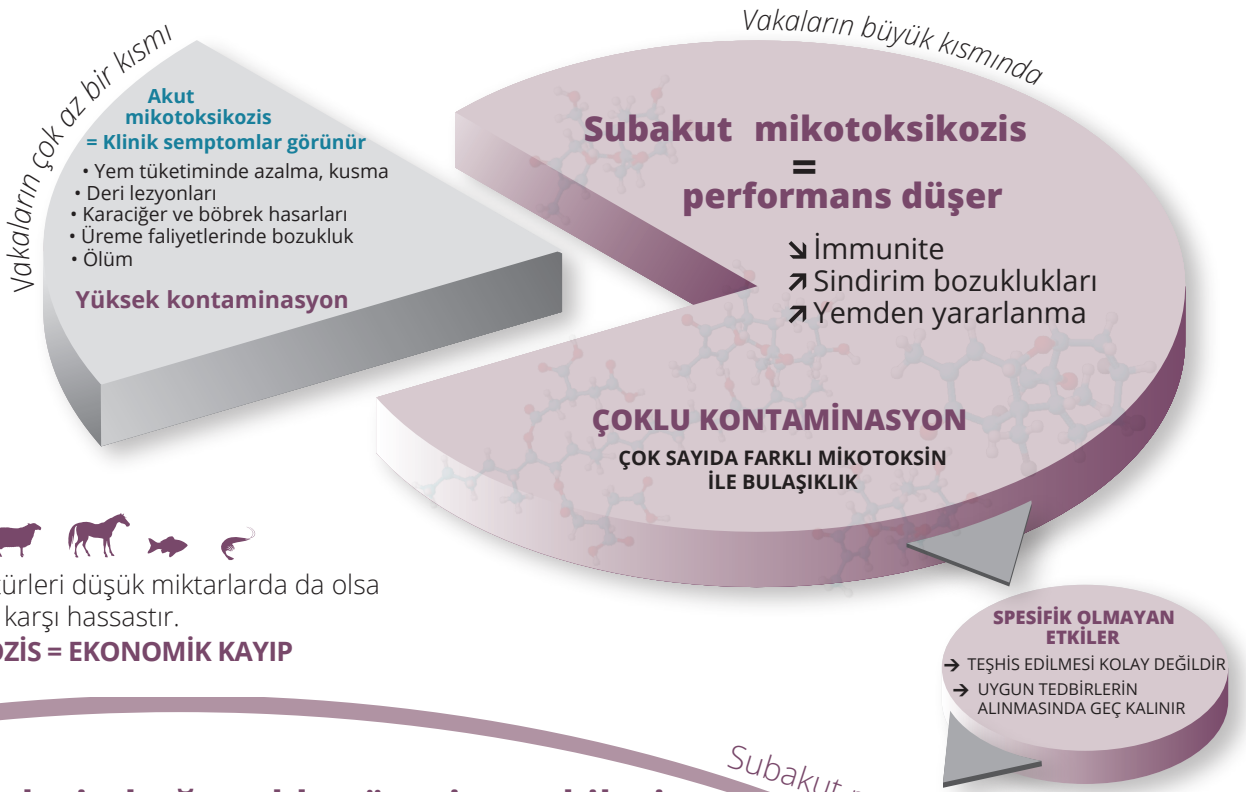 Vakaların çok az bir kısmı
Akut
mikotoksikozis
= Klinik semptomlar görünür
• Yem tüketiminde azalma, kusma
• Deri lezyonları
• Karaciğer ve böbrek hasarları
• Üreme faliyetlerinde bozukluk
• Ölüm
Yüksek kontaminasyon
Vakaların büyük kısmında
Subakut mikotoksikozis
=
performans düşer
↘ İmmunite
↗ Sindirim bozuklukları
↗ Yemden yararlanma
ÇOKLU KONTAMİNASYON
ÇOK SAYIDA FARKLI MİKOTOKSİN
İLE BULAŞIKLIK
türleri düşük miktarlarda da olsa
karşı hassastır.
OZİS = EKONOMİK KAYIP
SPESİFİK OLMAYAN
ETKİLER
→ TEŞHİS EDİLMESİ KOLAY DEĞİLDİR
→ UYGUN TEDBİRLERİN
ALINMASINDA GEÇ KALINIR
Subakut